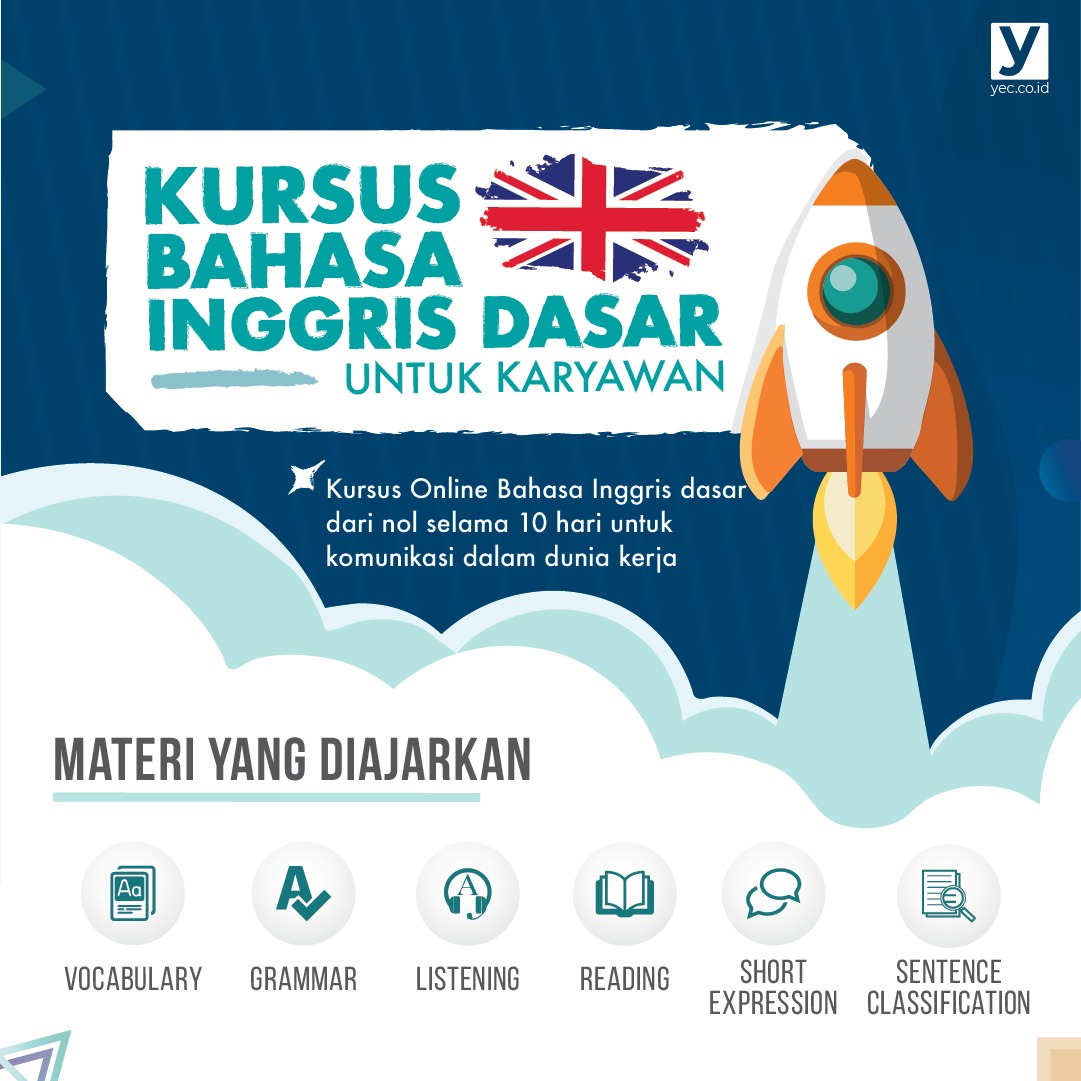 y
yec.co.id
KURSUS
BAHASA
INGGRIS DASAR
UNTUK KARYAWAN
Kursus Online Bahasa Inggris dasar
dari nol selama 10 hari untuk
komunikasi dalam dunia kerja
MATERI YANG DIAJARKAN
Aa
A
A
VOCABULARY
GRAMMAR
LISTENING
READING
SHORT
EXPRESSION
SENTENCE
CLASSIFICATION